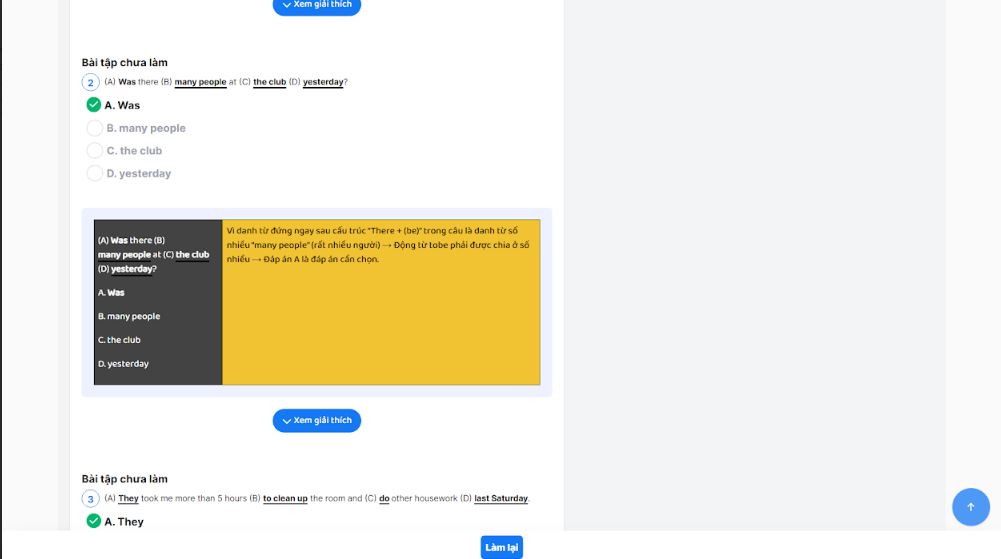 Xem giải thích
Bài tập chưa làm
2 (A) Was there (B) many people at (C) the club (D) yesterday?
A. Was
B. many people
C. the club
D. yesterday
(A) Was there (B)
many people at (C) the club
(D) yesterday?
A. Was
B. many people
C. the club
D. yesterday
Vì danh từ đứng ngay sau cấu trúc "There + (be)" trong câu là danh từ số
nhiều "many people" (rất nhiều người) → Động từ tobe phải được chia ở số
nhiều → Đáp án A là đáp án cần chọn.
Xem giải thích
Bài tập chưa làm
3 (A) They took me more than 5 hours (B) to clean up the room and (C) do other housework (D) last Saturday.
A. They
Làm lại